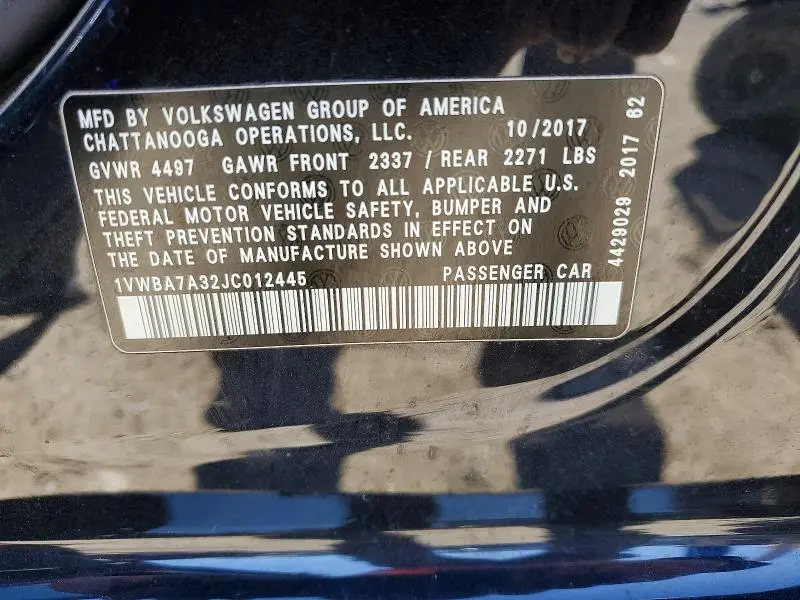 MFD BY VOLKSWAGEN GROUP OF AMERICA
CHATTANOOGA OPERATIONS, LLC. 10/2017
GVWR 4497 GAWR FRONT 2337 / REAR 2271 LBS
THIS VEHICLE CONFORMS TO ALL APPLICABLE U.S.
FEDERAL MOTOR VEHICLE SAFETY, BUMPER AND
THEFT PREVENTION STANDARDS IN EFFECT ON
THE DATE OF MANUFACTURE SHOWN ABOVE
1VWBA7A32JC012445 PASSENGER CAR
4429029 2017 62